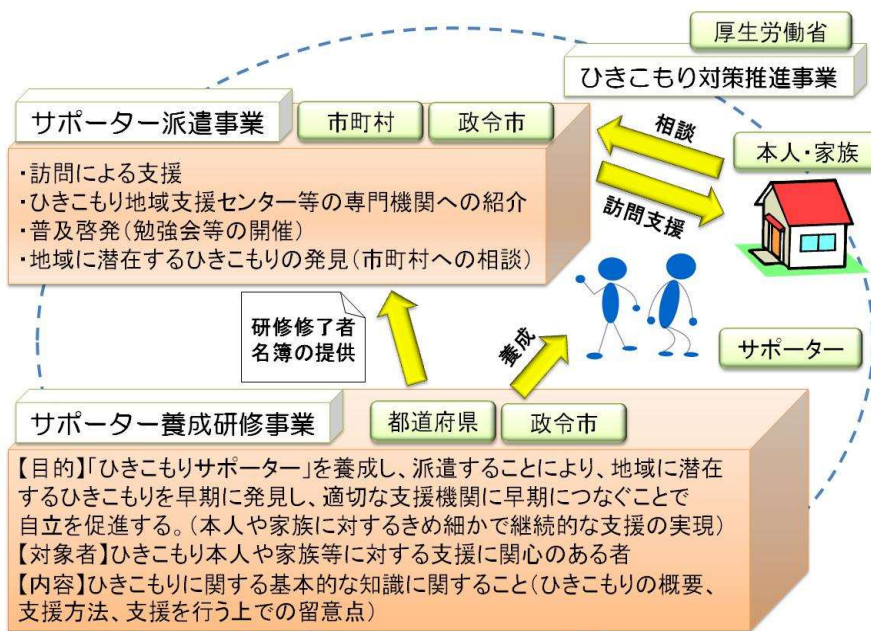 厚生労働省
ひきこもり対策推進事業
サポーター派遣事業
市町村
政令市
・訪問による支援
・ひきこもり地域支援センター等の専門機関への紹介
・普及啓発(勉強会等の開催)
・地域に潜在するひきこもりの発見(市町村への相談)
相談
訪問支援
本人・家族
研修修了者
名簿の提供
養成
サポーター
サポーター養成研修事業
都道府県
政令市
【目的】「ひきこもりサポーター」を養成し、派遣することにより、地域に潜在
するひきこもりを早期に発見し、適切な支援機関に早期につなぐことで
自立を促進する。(本人や家族に対するきめ細かで継続的な支援の実現)
【対象者】ひきこもり本人や家族等に対する支援に関心のある者
【内容】ひきこもりに関する基本的な知識に関すること(ひきこもりの概要、
支援方法、支援を行う上での留意点)